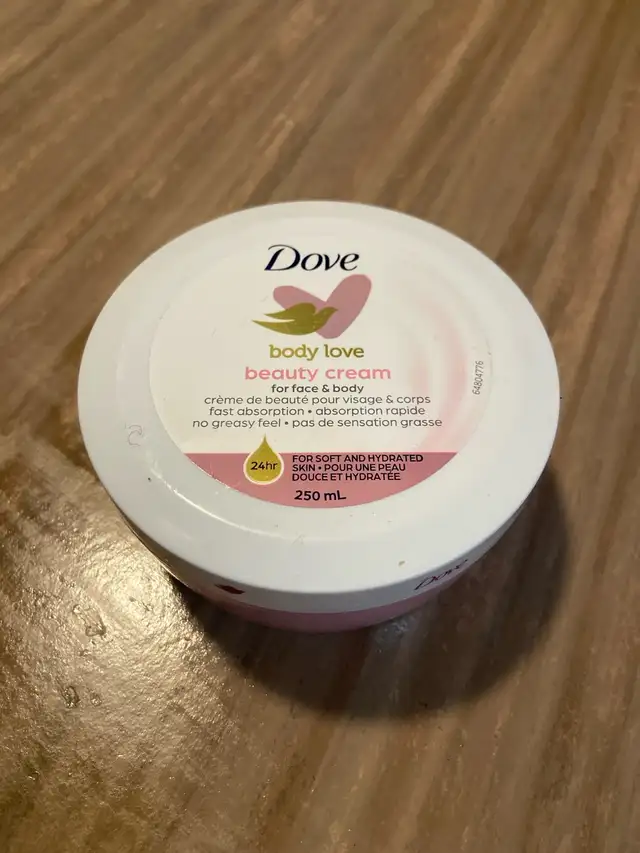 Dove
body love
beauty cream
for face & body
crème de beauté pour visage & corps
fast absorption • absorption rapide
no greasy feel • pas de sensation grasse
24hr
FOR SOFT AND HYDRATED
SKIN • POUR UNE PEAU
DOUCE ET HYDRATÉE
250 mL
64804776
Dove